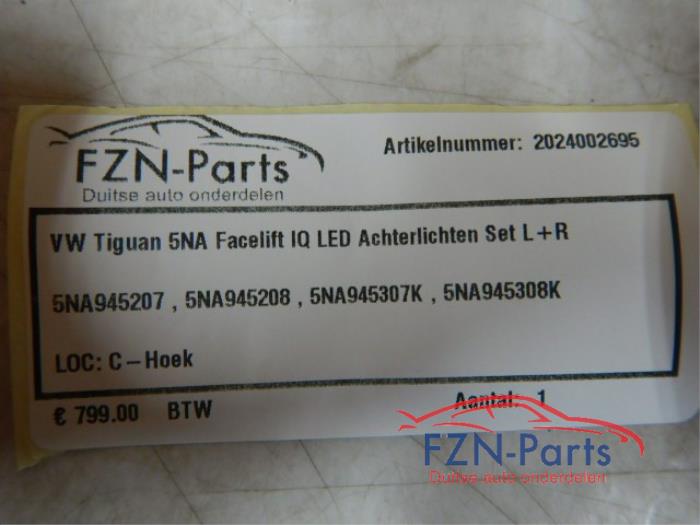 FZN-Parts
Duitse auto onderdelen
Artikelnummer: 2024002695
VW Tiguan 5NA Facelift IQ LED Achterlichten Set L+R
5NA945207 , 5NA945208 , 5NA945307K , 5NA945308K
LOC: C-Hoek
€ 799.00 BTW
Aantal: 1
FZN-Parts
Duitse auto onderdelen